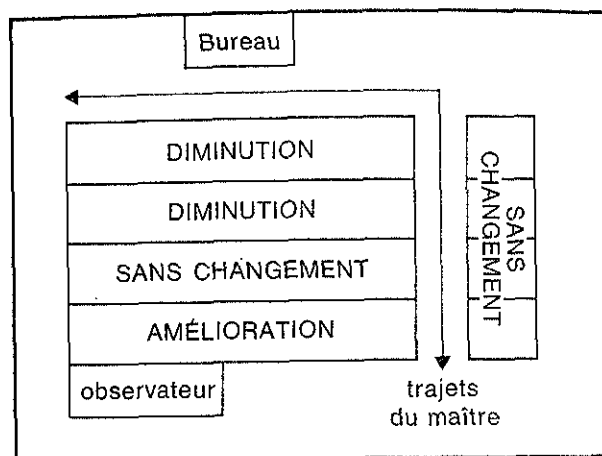 Bureau
DIMINUTION
DIMINUTION
SANS CHANGEMENT
AMÉLIORATION
observateur
SANS
CHANGEMENT
trajets
du maître